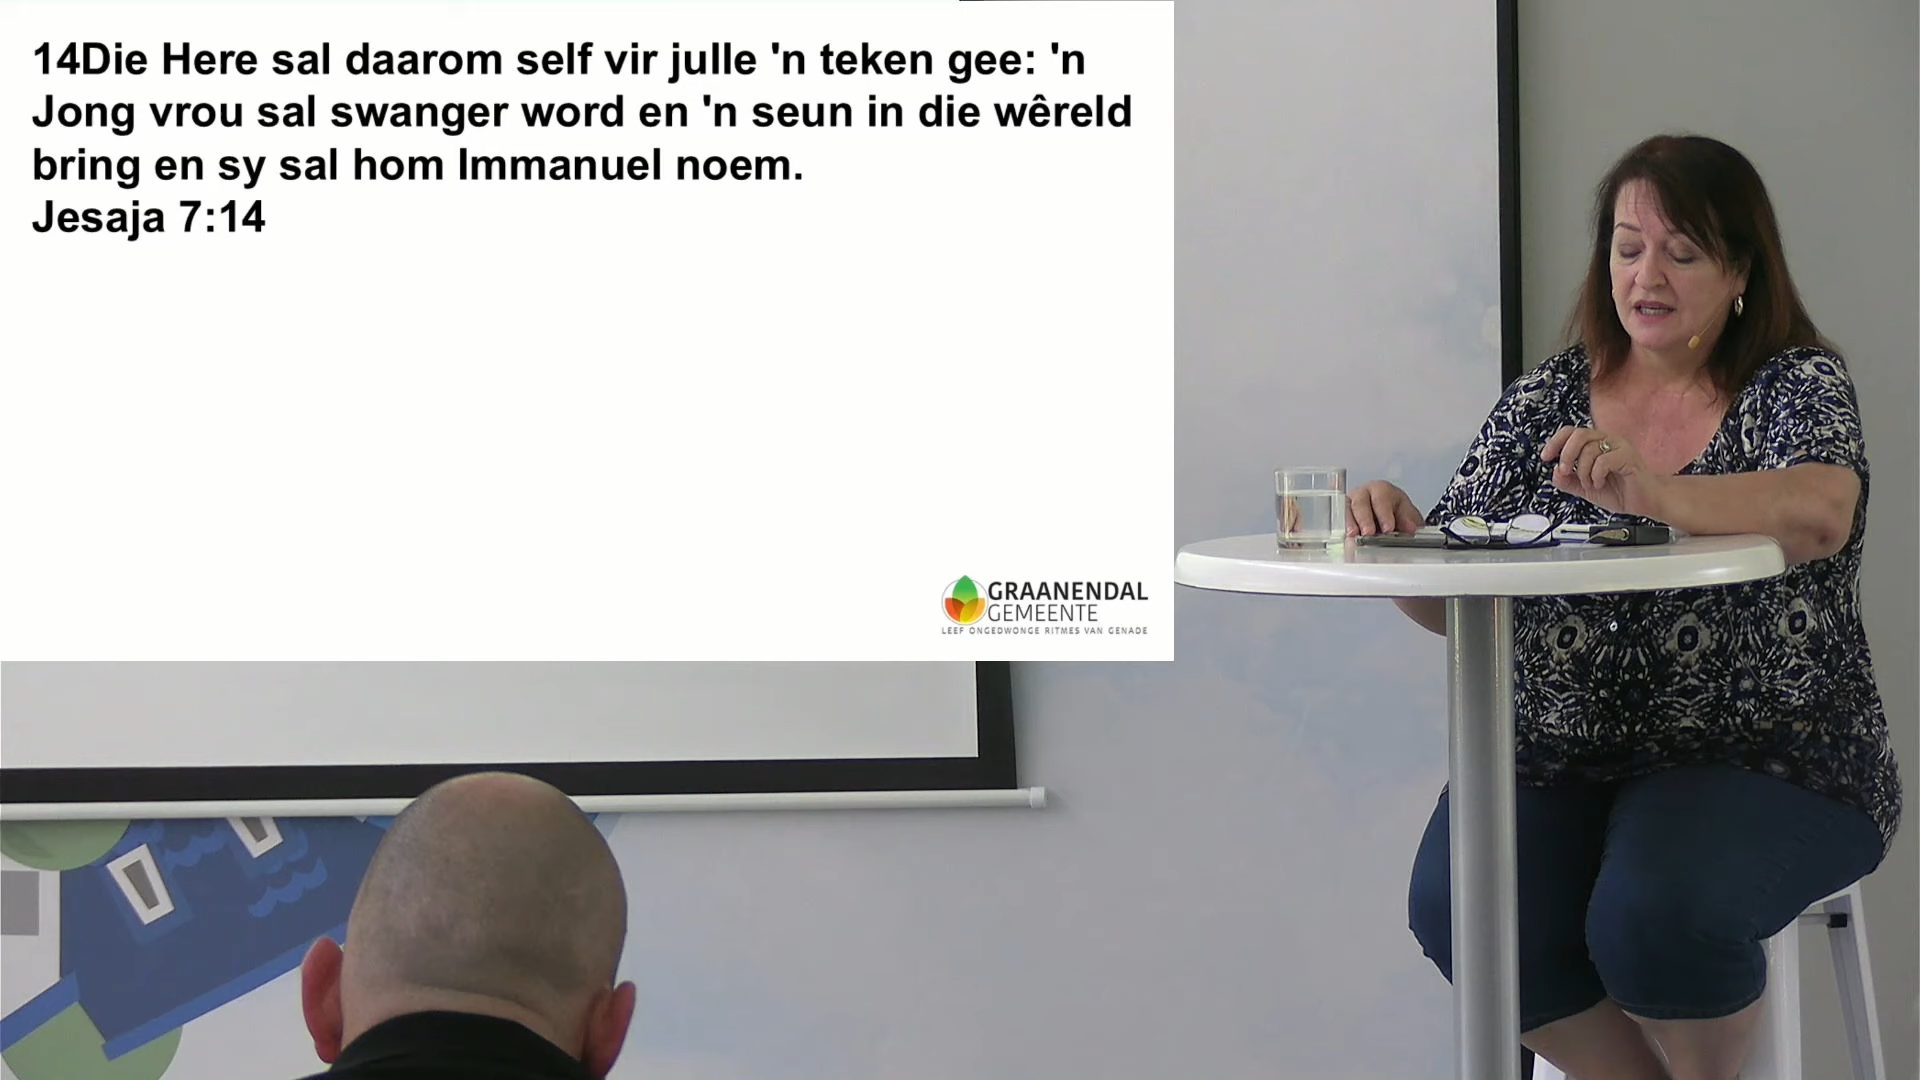 14Die Here sal daarom self vir julle 'n teken gee: 'n
Jong vrou sal swanger word en 'n seun in die wêreld
bring en sy sal hom Immanuel noem.
Jesaja 7:14
GRAANENDAL
GEMEENTE
LEEF ONGEDWONGE RITMES VAN GENADE